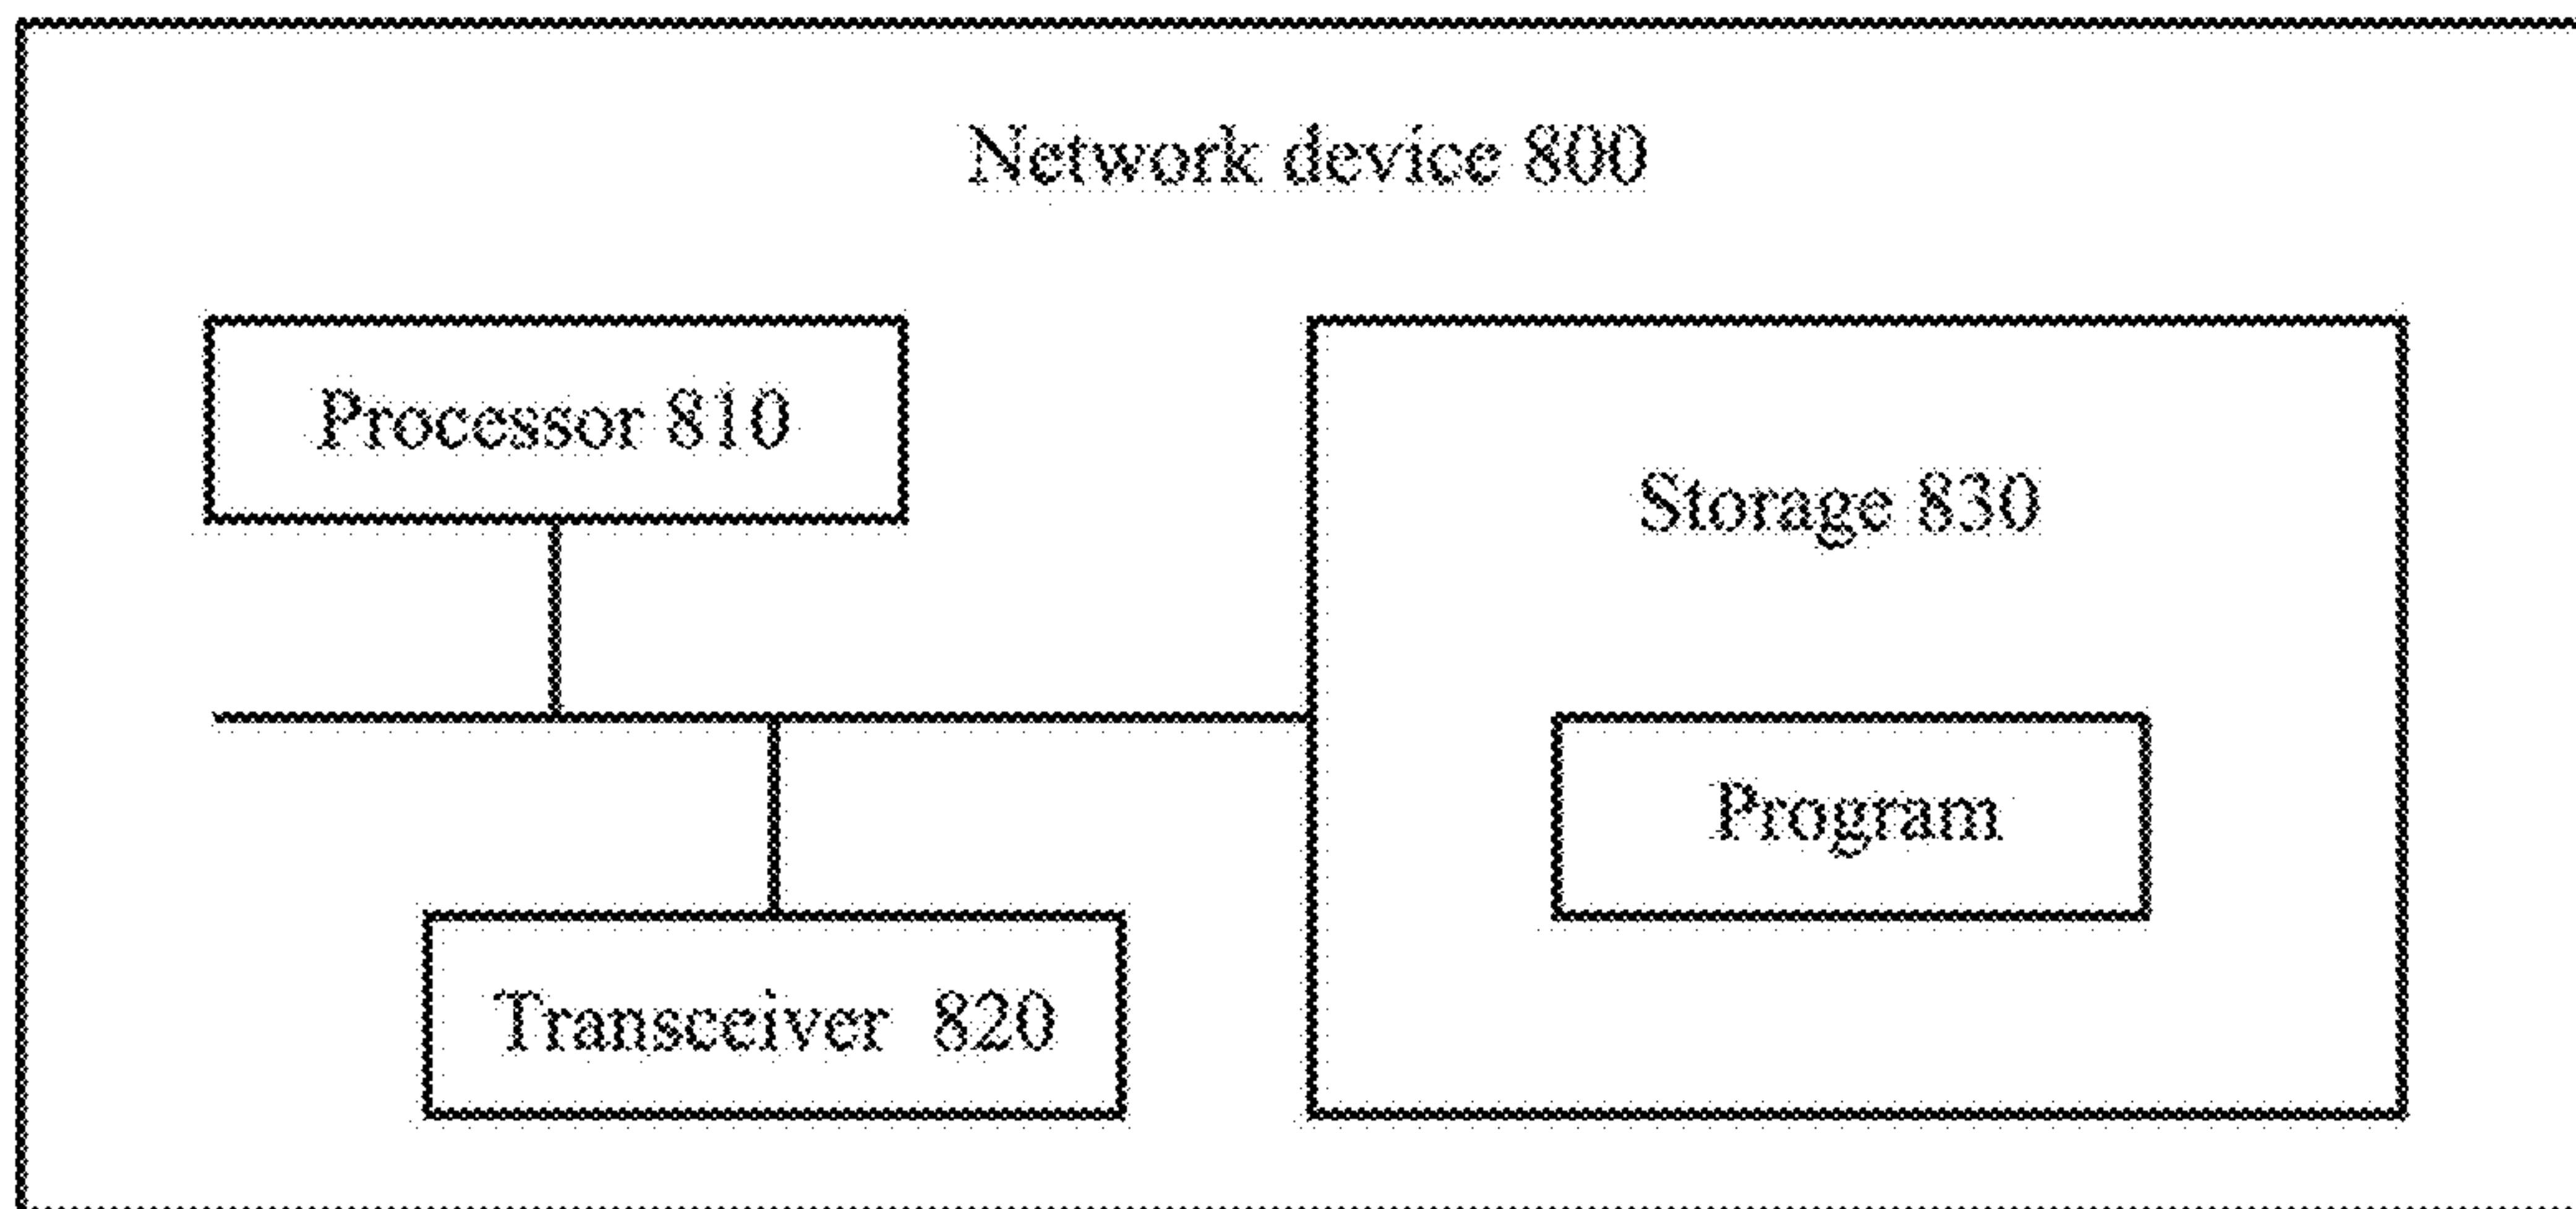 Network device 800
Processor 810
Storage 830
Program
Transceiver 820